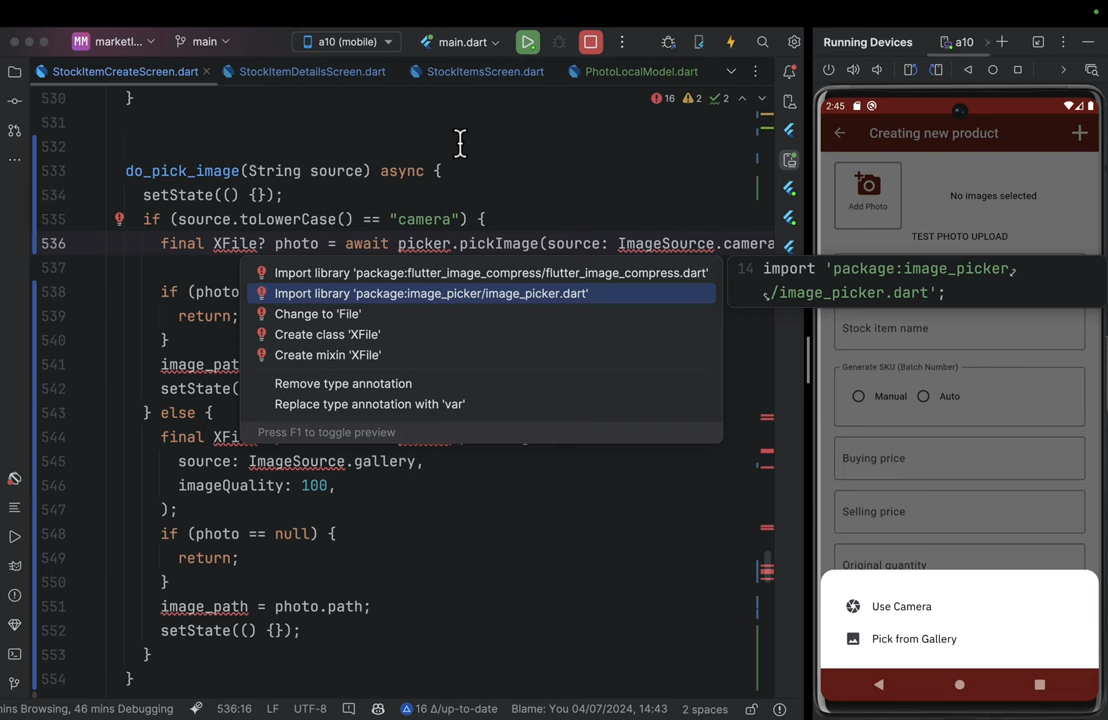 MM marketl...
main
a10 (mobile)
main.dart
Running Devices
a10
StockItemCreateScreen.dart
StockItemDetailsScreen.dart
StockItemsScreen.dart
PhotoLocalModel.dart
16 2 2
530 }
531
532
533 do_pick_image(String source) async {
534 setState(() {});
535 if (source.toLowerCase() == "camera") {
536 final XFile? photo = await picker.pickImage(source: ImageSource.camera
537
538 if (photo
539 return;
540 }
541 image_pat
542 setState(
543 } else {
544 final XFi
545 source: ImageSource.gallery,
546 imageQuality: 100,
547 );
548 if (photo == null) {
549 return;
550 }
551 image_path = photo.path;
552 setState(() {});
553 }
554 }
Import library 'package:flutter_image_compress/flutter_image_compress.dart'
Import library 'package:image_picker/image_picker.dart'
Change to 'File'
Create class 'XFile'
Create mixin 'XFile'
Remove type annotation
Replace type annotation with 'var'
Press F1 to toggle preview
14 import 'package:image_picker
/image_picker.dart';
2:45
Creating new product
Add Photo
No images selected
TEST PHOTO UPLOAD
Stock item name
Generate SKU (Batch Number)
Manual
Auto
Buying price
Selling price
Original quantity
Use Camera
Pick from Gallery
mins Browsing, 46 mins Debugging
536:16
LF
UTF-8
16 Δ/up-to-date
Blame: You 04/07/2024, 14:43
2 spaces